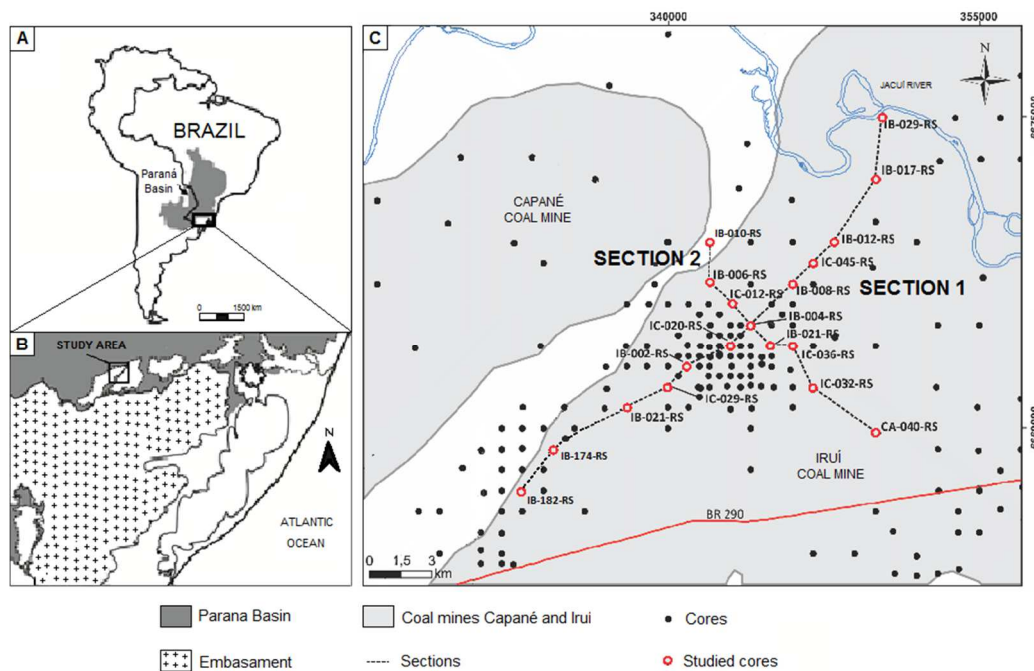 A
BRAZIL
Paraná
Basin
0 1500 km
B
STUDY AREA
N
ATLANTIC
OCEAN
C
340000
355000
N
JACUÍ RIVER
6675000
IB-029-RS
IB-017-RS
CAPANÉ
COAL MINE
IB-010-RS
IB-012-RS
SECTION 2
IC-045-RS
IB-006-RS
SECTION 1
IC-012-RS
IB-008-RS
IB-004-RS
IC-020-RS
IB-021-RS
IB-002-RS
IC-036-RS
IC-032-RS
IC-029-RS
IB-021-RS
CA-040-RS
IB-174-RS
IRUÍ
COAL MINE
IB-182-RS
BR 290
0 1,5 3
km
Parana Basin
Coal mines Capané and Irui
Cores
Embasament
Sections
Studied cores